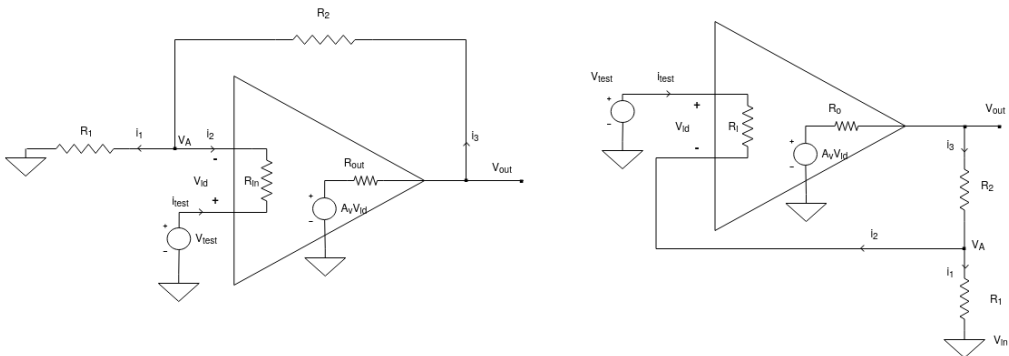 R2
R1
i1
VA
i2
-
VId
RIn
+
itest
+
-
Vtest
Rout
+
-
AvVId
i3
Vout
Vtest
+
-
itest
+
VId
-
RI
Ro
+
-
AvVId
Vout
i3
R2
i2
VA
i1
R1
VIn